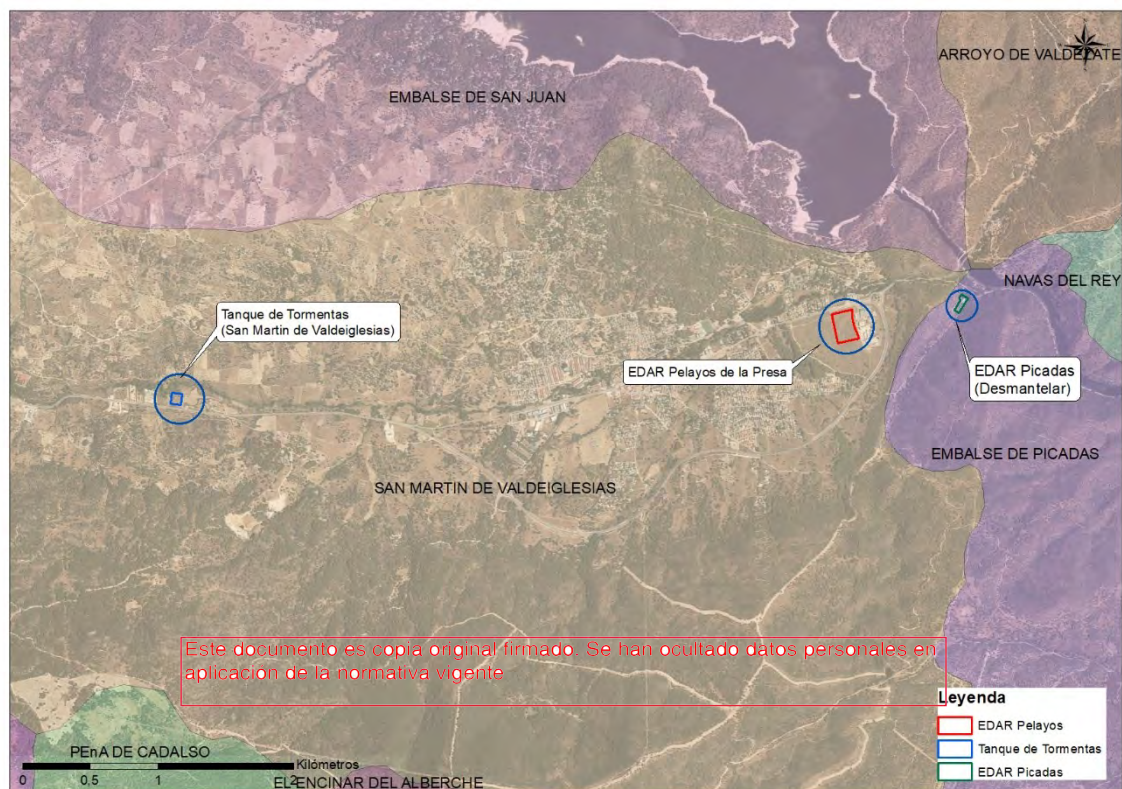 ARROYO DE VALDEZATE
EMBALSE DE SAN JUAN
NAVAS DEL REY
Tanque de Tormentas
(San Martin de Valdeiglesias)
EDAR Pelayos de la Presa
EDAR Picadas
(Desmantelar)
EMBALSE DE PICADAS
SAN MARTIN DE VALDEIGLESIAS
Este documento es copia original firmado. Se han ocultado datos personales en
aplicacion de la normativa vigente
Leyenda
EDAR Pelayos
Tanque de Tormentas
EDAR Picadas
PEnA DE CADALSO
Kilómetros
0 0,5 1 2
EL ENCINAR DEL ALBERCHE